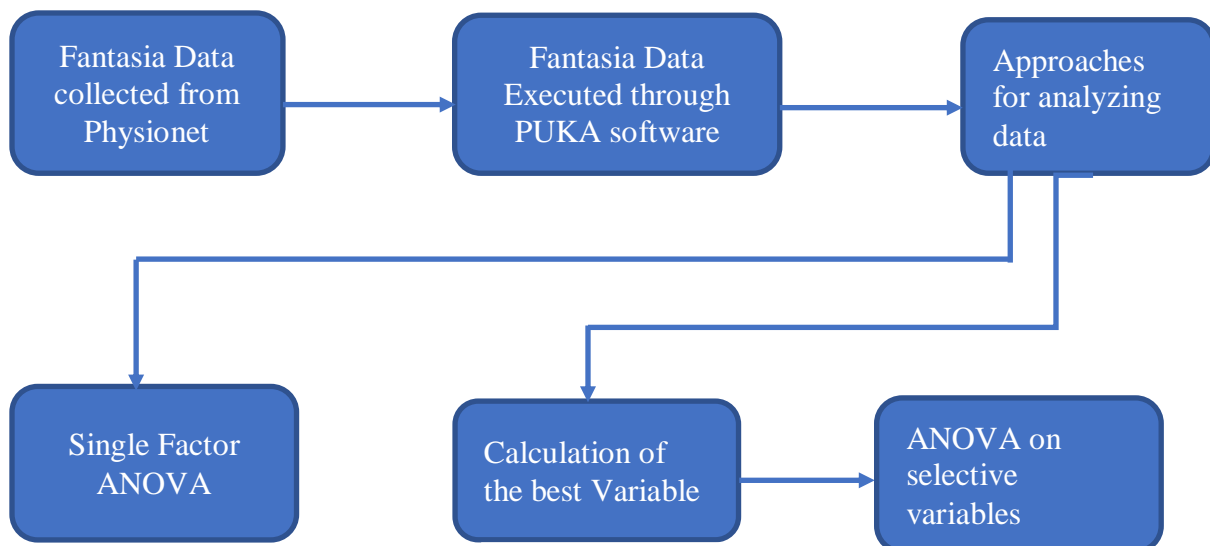 Fantasia Data
collected from
Physionet
Fantasia Data
Executed through
PUKA software
Approaches
for analyzing
data
Single Factor
ANOVA
Calculation of
the best Variable
ANOVA on
selective
variables